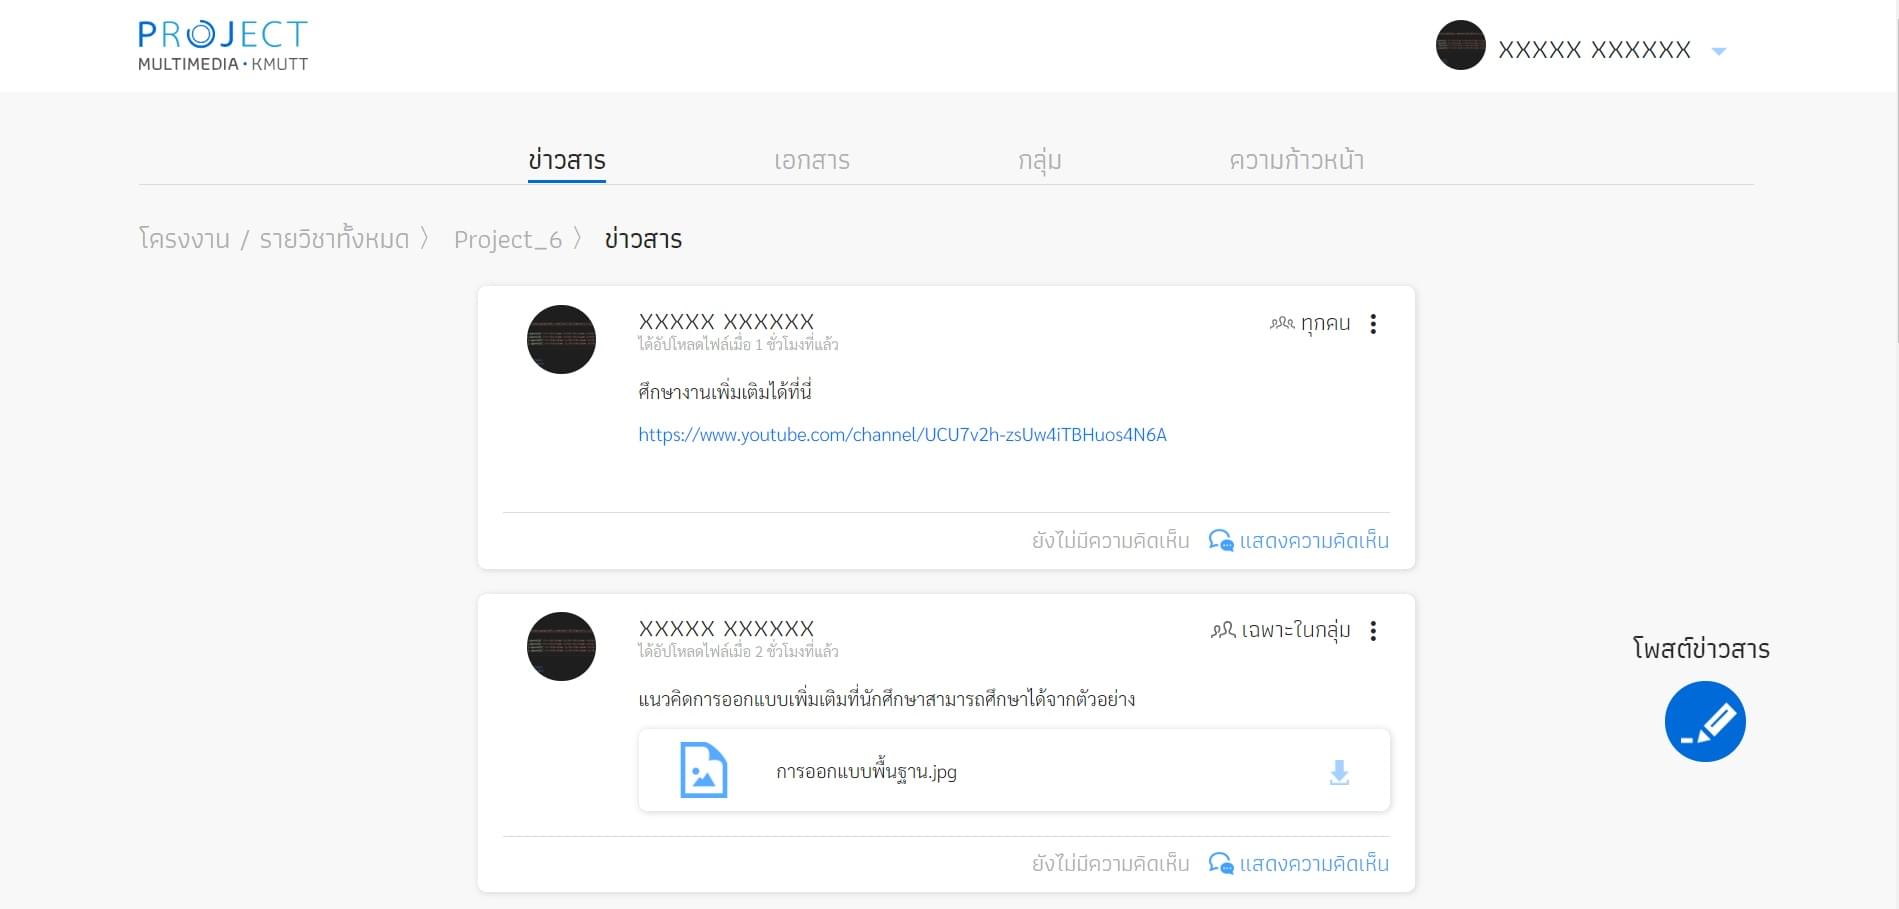 PROJECT
MULTIMEDIA • KMUTT
XXXXX XXXXXX
ข่าวสาร เอกสาร กลุ่ม ความก้าวหน้า
โครงงาน / รายวิชาทั้งหมด 〉 Project_6 〉 ข่าวสาร
XXXXX XXXXXX ทุกคน
ได้อัปโหลดไฟล์เมื่อ 1 ชั่วโมงที่แล้ว
ศึกษางานเพิ่มเติมได้ที่นี่
https://www.youtube.com/channel/UCU7v2h-zsUw4iTBHuos4N6A
ยังไม่มีความคิดเห็น แสดงความคิดเห็น
XXXXX XXXXXX เฉพาะในกลุ่ม
ได้อัปโหลดไฟล์เมื่อ 2 ชั่วโมงที่แล้ว
แนวคิดการออกแบบเพิ่มเติมที่นักศึกษาสามารถศึกษาได้จากตัวอย่าง
การออกแบบพื้นฐาน.jpg
ยังไม่มีความคิดเห็น แสดงความคิดเห็น
โพสต์ข่าวสาร